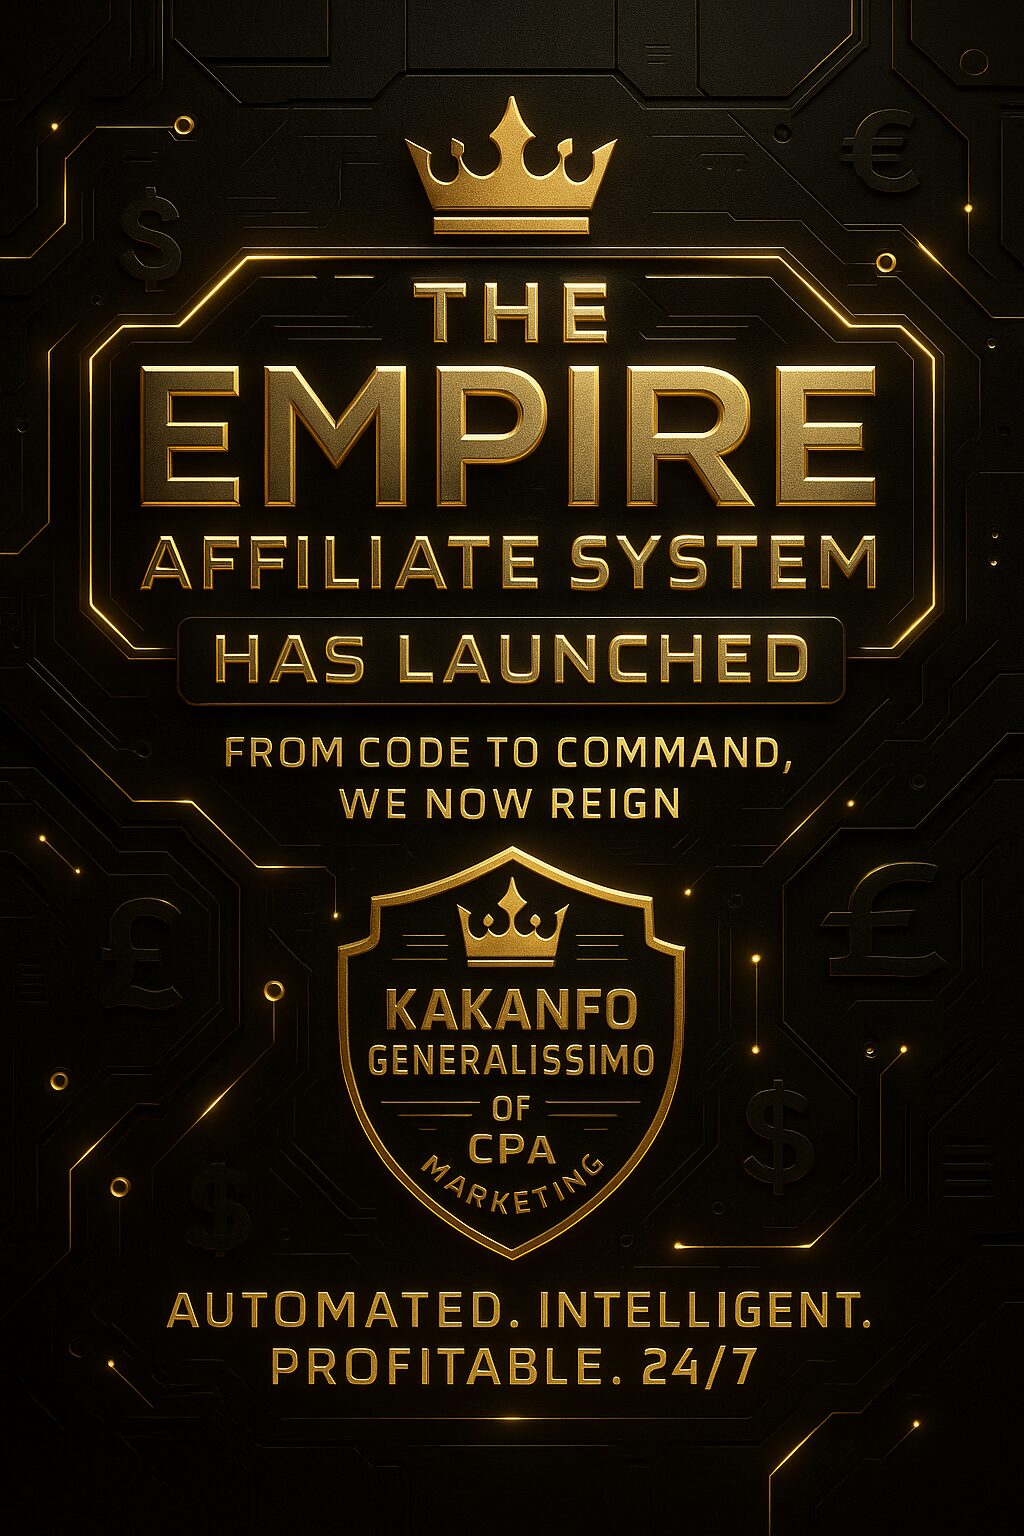 THE
EMPIRE
AFFILIATE SYSTEM
HAS LAUNCHED
FROM CODE TO COMMAND,
WE NOW REIGN
KAKANFO
GENERALISSIMO
OF
CPA
MARKETING
AUTOMATED. INTELLIGENT.
PROFITABLE. 24/7